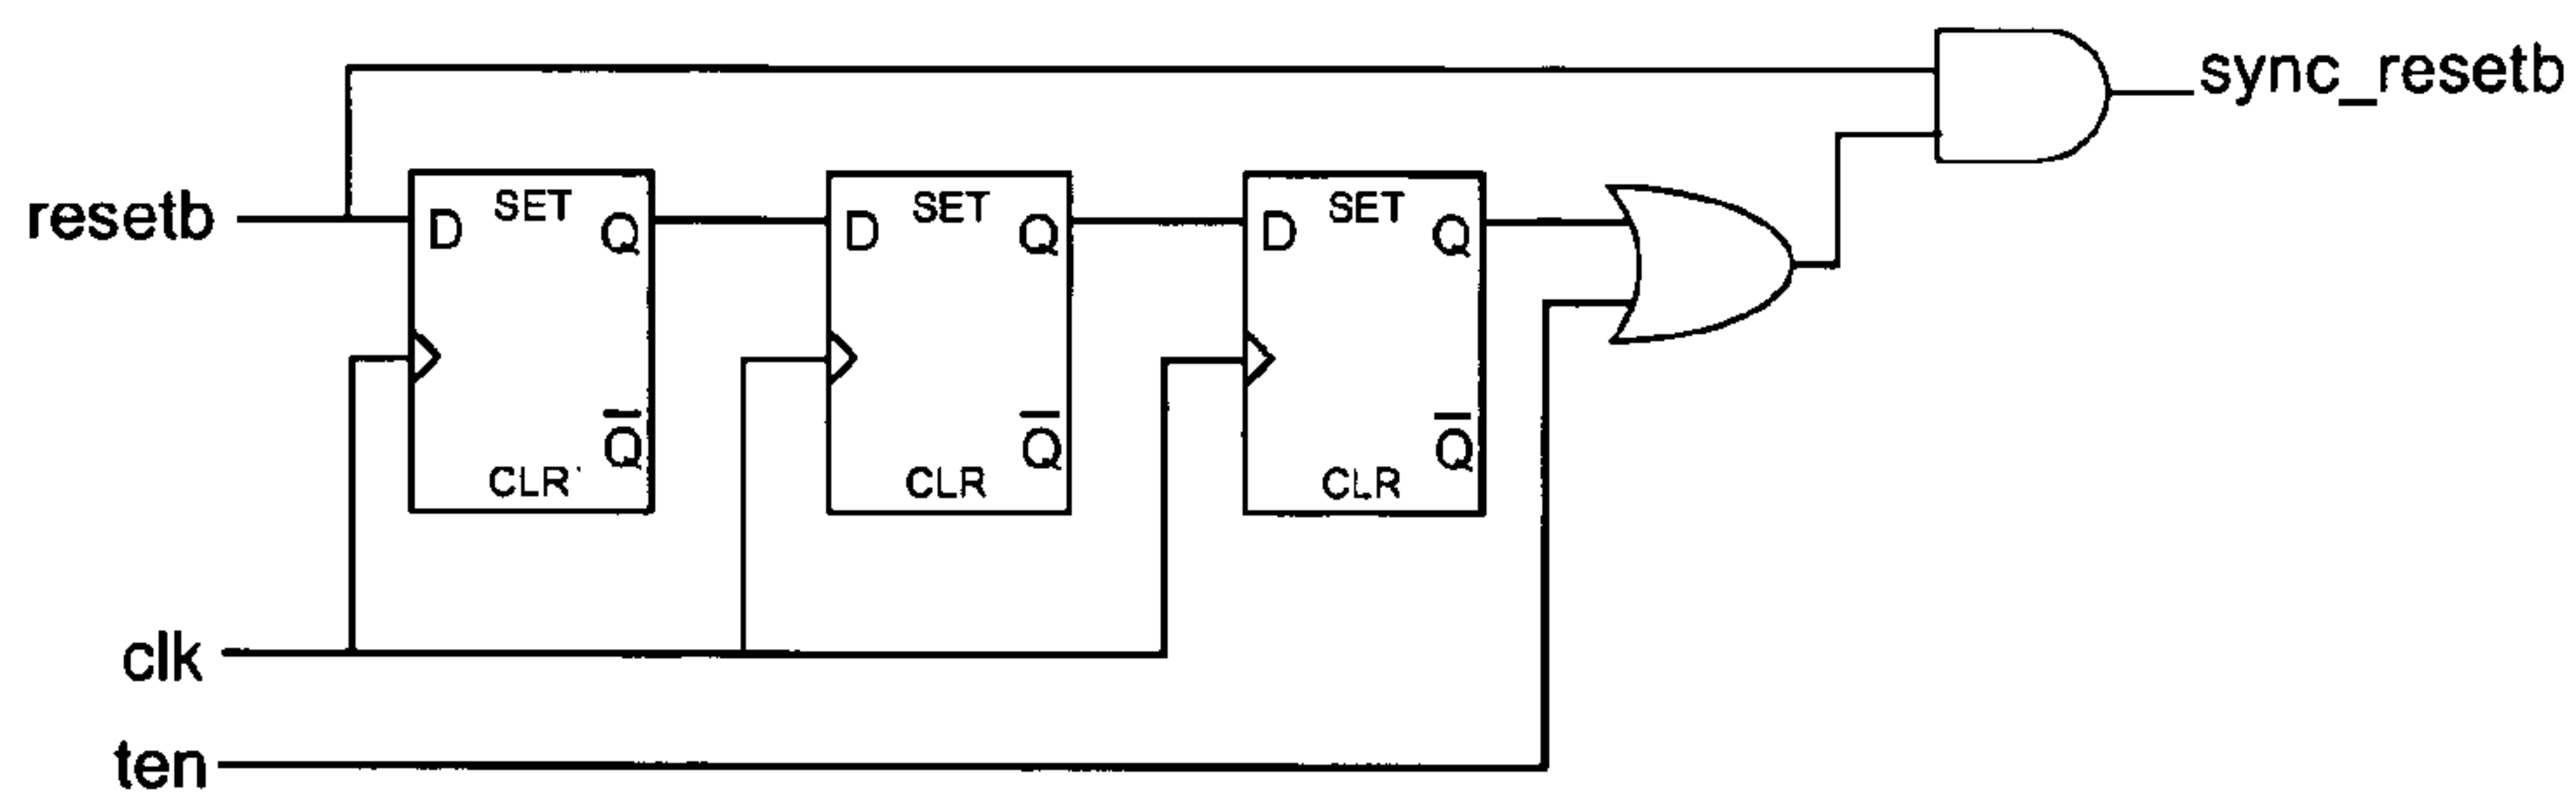 sync_resetb
resetb
D SET Q
Q
CLR
D SET Q
Q
CLR
D SET Q
Q
CLR
clk
ten